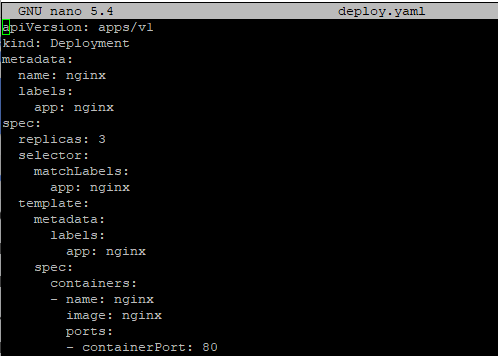 GNU nano 5.4 deploy.yaml
apiVersion: apps/v1
kind: Deployment
metadata:
  name: nginx
  labels:
    app: nginx
spec:
  replicas: 3
  selector:
    matchLabels:
      app: nginx
  template:
    metadata:
      labels:
        app: nginx
    spec:
      containers:
      - name: nginx
        image: nginx
        ports:
        - containerPort: 80